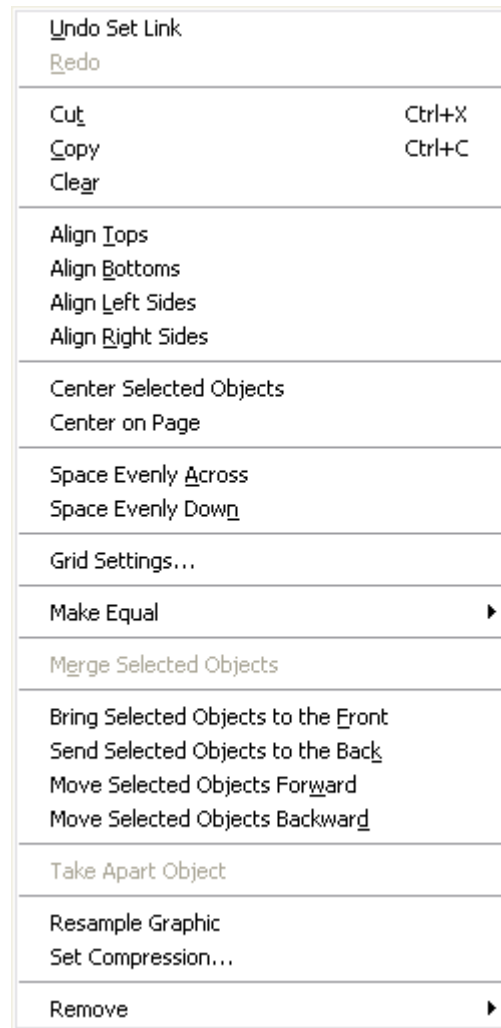 Undo Set Link
Redo
Cut Ctrl+X
Copy Ctrl+C
Clear
Align Tops
Align Bottoms
Align Left Sides
Align Right Sides
Center Selected Objects
Center on Page
Space Evenly Across
Space Evenly Down
Grid Settings...
Make Equal
Merge Selected Objects
Bring Selected Objects to the Front
Send Selected Objects to the Back
Move Selected Objects Forward
Move Selected Objects Backward
Take Apart Object
Resample Graphic
Set Compression...
Remove